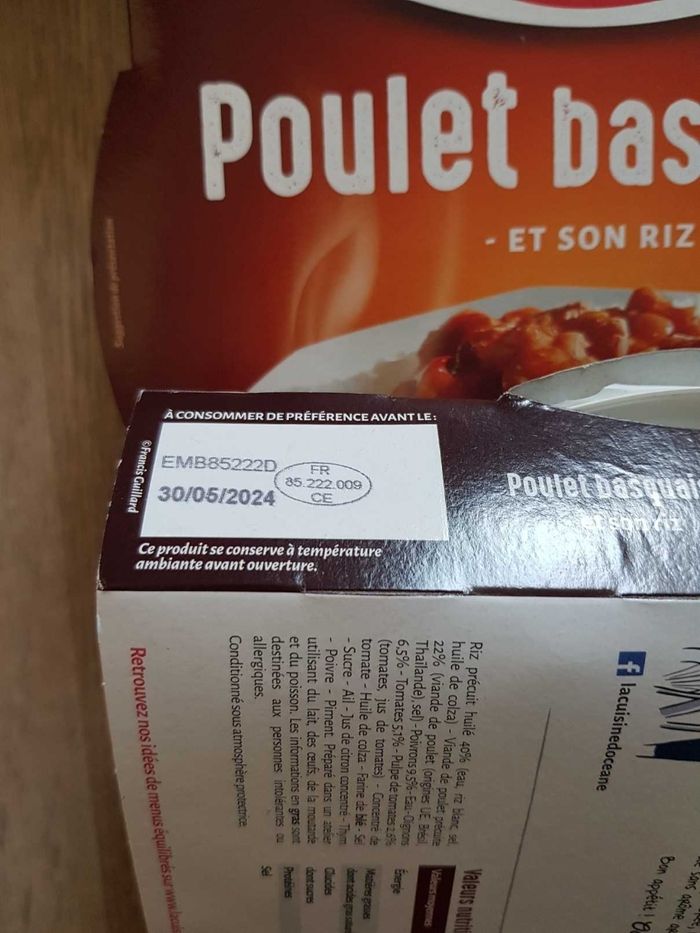 Poulet bas
- ET SON RIZ
À CONSOMMER DE PRÉFÉRENCE AVANT LE :
EMB85222D
30/05/2024
FR
85.222.009
CE
©Francis Guillard
Ce produit se conserve à température
ambiante avant ouverture.
Poulet basquai
et son riz
lacuisinedoceane
Bon appétit !
Riz précuit huilé 40% (eau, riz blanc, sel,
huile de colza) - Viande de poulet précuite
22% (viande de poulet (origines UE, Brésil,
Thaïlande), sel) - Poivrons 9,5% - Eau - Oignons
6,5% - Tomates 5,1% - Pulpe de tomates 2,6%
(tomates, jus de tomates) - Concentré de
tomate - Huile de colza - Farine de blé - Sel
- Sucre - Ail - Jus de citron concentré - Thym
- Poivre - Piment. Préparé dans un atelier
utilisant du lait, des œufs, de la moutarde
et du poisson. Les informations en gras sont
destinées aux personnes intolérantes ou
allergiques.
Conditionné sous atmosphère protectrice.
Retrouvez nos idées de menus équilibrés sur www.
Valeurs nutriti
Énergie
Matières grasses
Glucides
dont sucres
Protéines
Sel